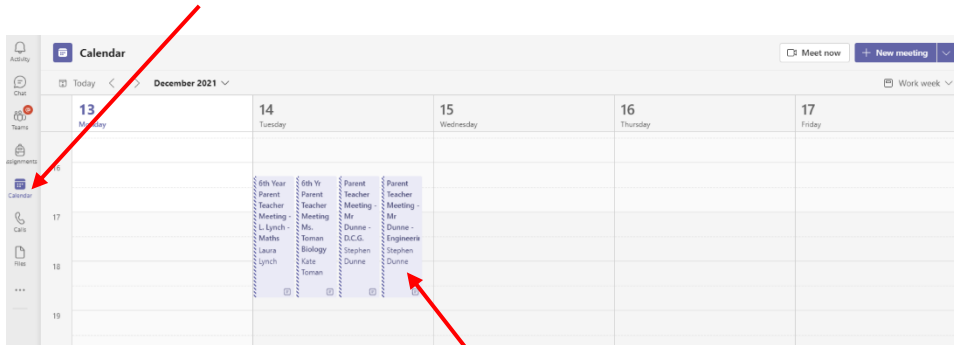 Activity
Calendar
Meet now
+ New meeting
Chat
Today
December 2021
Work week
Teams
13
Monday
14
Tuesday
15
Wednesday
16
Thursday
17
Friday
Assignments
16
Calendar
6th Year
Parent
Teacher
Meeting -
L. Lynch -
Maths
Laura
Lynch
6th Yr
Parent
Teacher
Meeting
Ms.
Toman
Biology
Kate
Toman
Parent
Teacher
Meeting -
Mr
Dunne -
D.C.G.
Stephen
Dunne
Parent
Teacher
Meeting -
Mr
Dunne -
Engineerin
Stephen
Dunne
17
Calls
Files
18
19